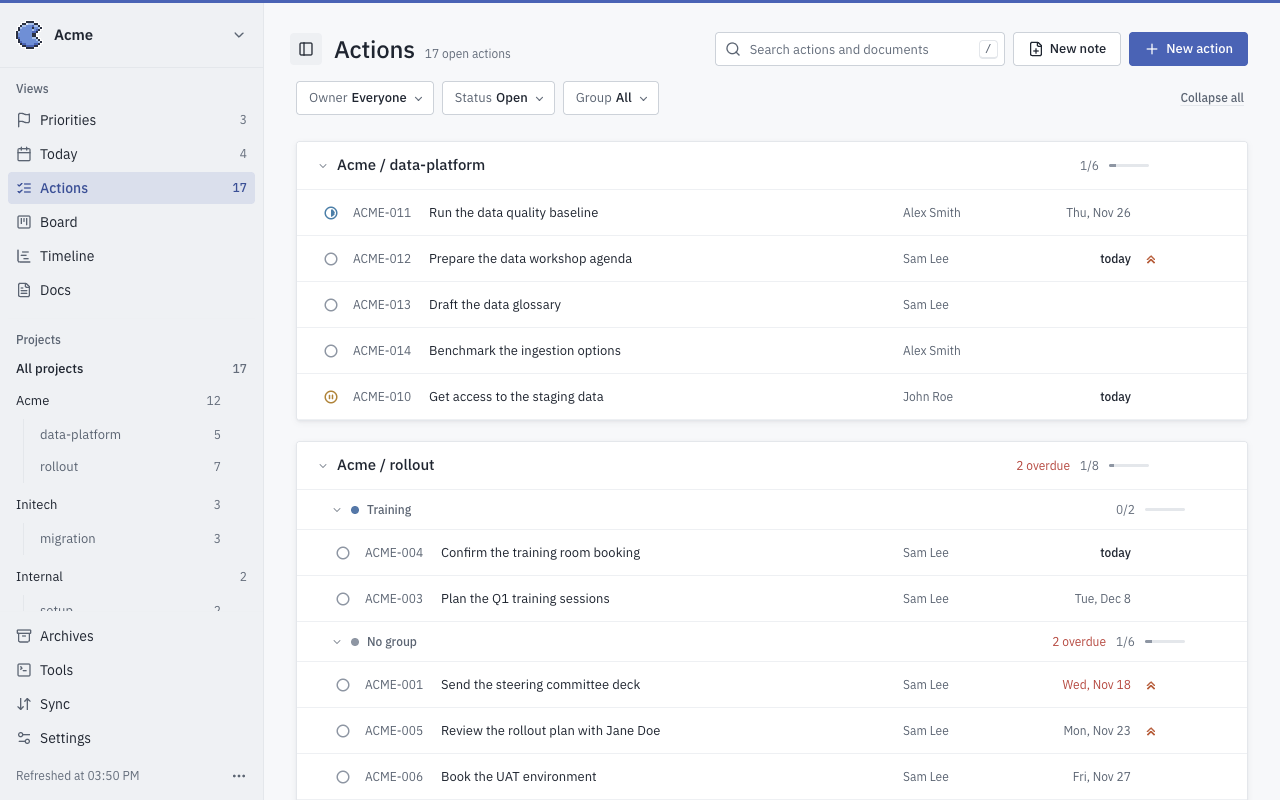 Acme
Views
Priorities 3
Today 4
Actions 17
Board
Timeline
Docs
Projects
All projects 17
Acme 12
data-platform 5
rollout 7
Initech 3
migration 3
Internal 2
setup 2
Archives
Tools
Sync
Settings
Refreshed at 03:50 PM
Actions 17 open actions
Search actions and documents /
New note
New action
Owner Everyone
Status Open
Group All
Collapse all
Acme / data-platform 1/6
ACME-011 Run the data quality baseline Alex Smith Thu, Nov 26
ACME-012 Prepare the data workshop agenda Sam Lee today
ACME-013 Draft the data glossary Sam Lee
ACME-014 Benchmark the ingestion options Alex Smith
ACME-010 Get access to the staging data John Roe today
Acme / rollout 2 overdue 1/8
Training 0/2
ACME-004 Confirm the training room booking Sam Lee today
ACME-003 Plan the Q1 training sessions Sam Lee Tue, Dec 8
No group 2 overdue 1/6
ACME-001 Send the steering committee deck Sam Lee Wed, Nov 18
ACME-005 Review the rollout plan with Jane Doe Sam Lee Mon, Nov 23
ACME-006 Book the UAT environment Sam Lee Fri, Nov 27